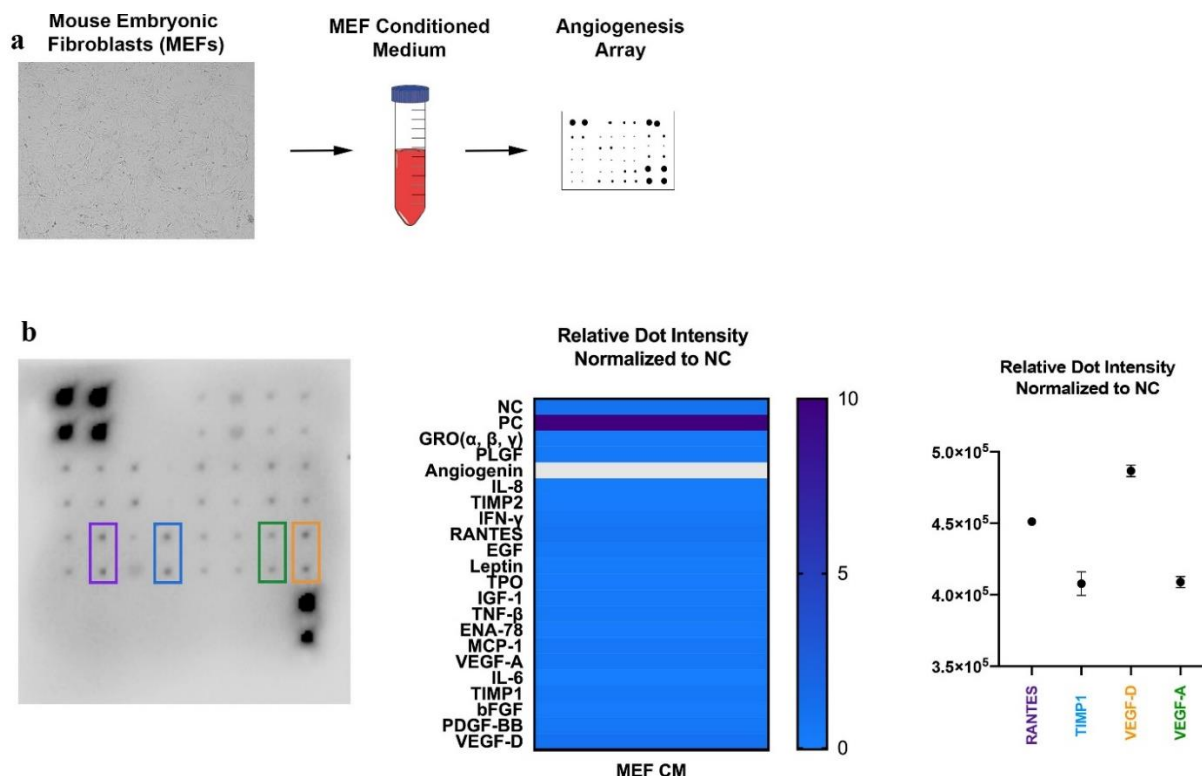 a
Mouse Embryonic
Fibroblasts (MEFs)
MEF Conditioned
Medium
Angiogenesis
Array
b
Relative Dot Intensity
Normalized to NC
NC
PC
GRO(α, β, γ)
PLGF
Angiogenin
IL-8
TIMP2
IFN-γ
RANTES
EGF
Leptin
TPO
IGF-1
TNF-β
ENA-78
MCP-1
VEGF-A
IL-6
TIMP1
bFGF
PDGF-BB
VEGF-D
MEF CM
10
5
0
Relative Dot Intensity
Normalized to NC
5.0×10⁵
4.5×10⁵
4.0×10⁵
3.5×10⁵
RANTES
TIMP1
VEGF-D
VEGF-A